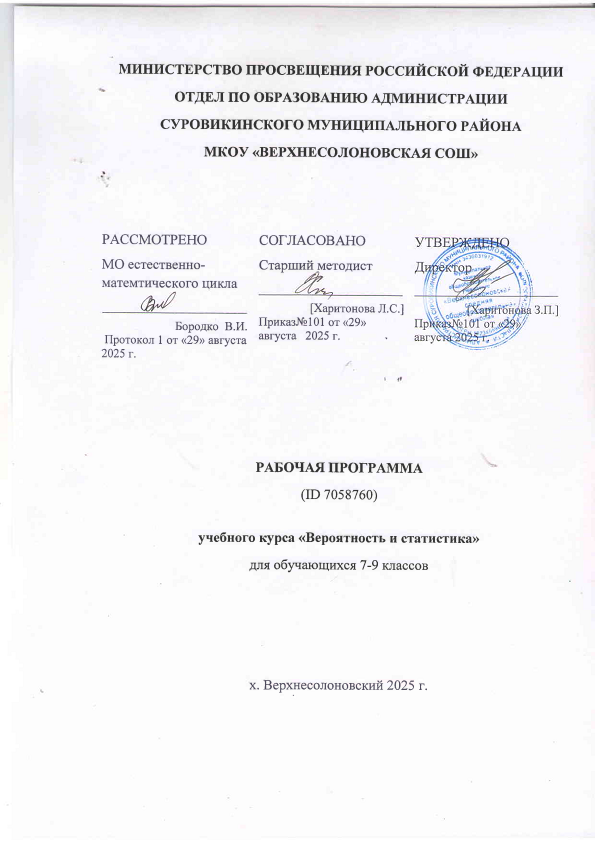 МИНИСТЕРСТВО ПРОСВЕЩЕНИЯ РОССИЙСКОЙ ФЕДЕРАЦИИ
ОТДЕЛ ПО ОБРАЗОВАНИЮ АДМИНИСТРАЦИИ
СУРОВИКИНСКОГО МУНИЦИПАЛЬНОГО РАЙОНА
МКОУ «ВЕРХНЕСОЛОНОВСКАЯ СОШ»
РАССМОТРЕНО
МО естественно-
матемтического цикла
Бородко В.И.
Протокол 1 от «29» августа
2025 г.
СОГЛАСОВАНО
Старший методист
[Харитонова Л.С.]
Приказ№101 от «29»
августа 2025 г.
УТВЕРЖДЕНО
Директор
[Харитонова З.П.]
Приказ№101 от «29»
августа 2025 г.
РАБОЧАЯ ПРОГРАММА
(ID 7058760)
учебного курса «Вероятность и статистика»
для обучающихся 7-9 классов
х. Верхнесолоновский 2025 г.